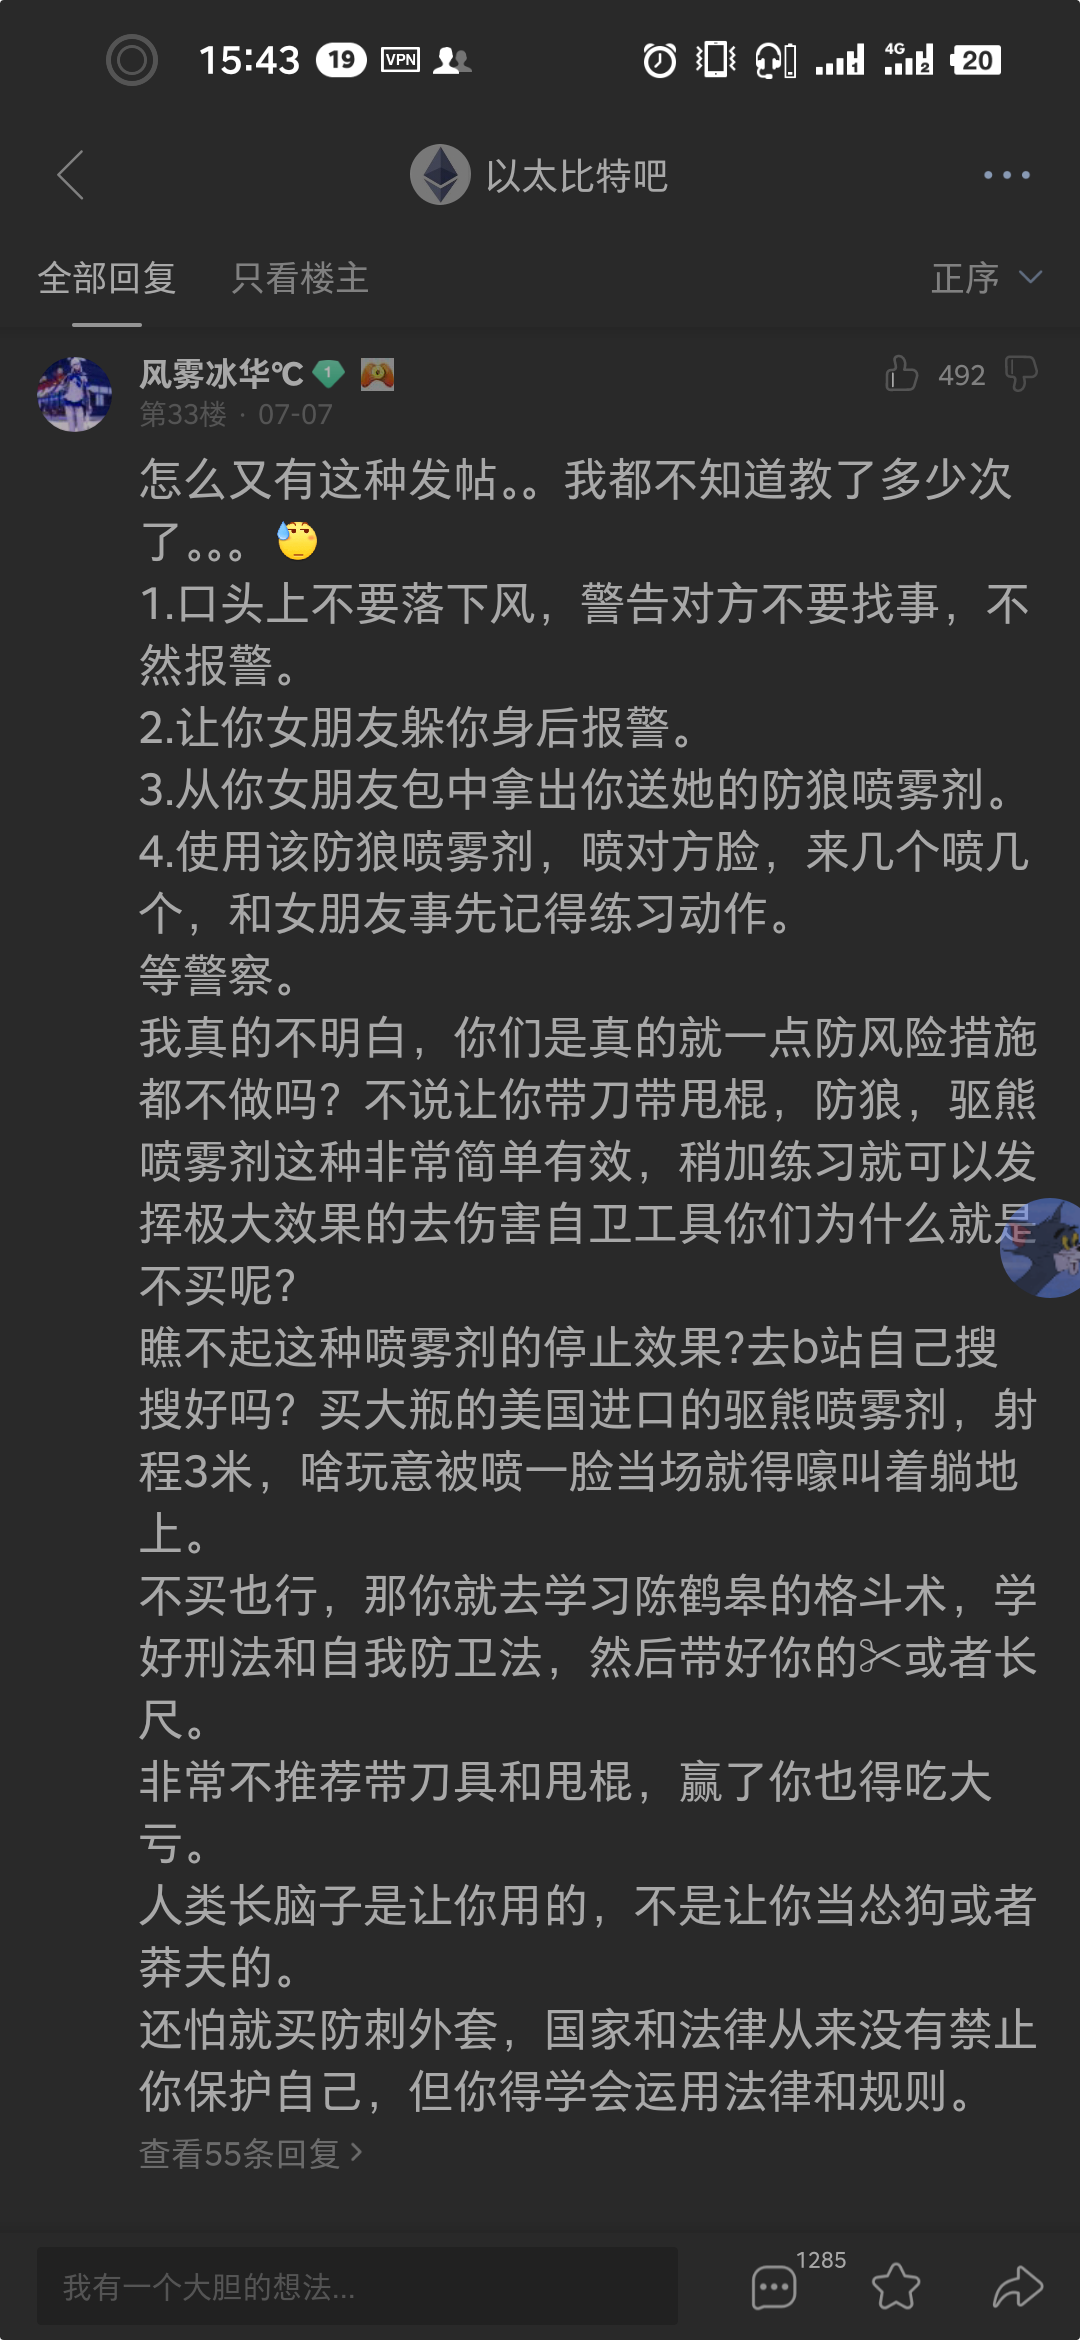 15:43 19 VPN 4G 1 2 20
以太比特吧
全部回复 只看楼主 正序
风雾冰华℃ 1 492
第33楼 · 07-07
怎么又有这种发帖。。我都不知道教了多少次
了。。。
1.口头上不要落下风，警告对方不要找事，不
然报警。
2.让你女朋友躲你身后报警。
3.从你女朋友包中拿出你送她的防狼喷雾剂。
4.使用该防狼喷雾剂，喷对方脸，来几个喷几
个，和女朋友事先记得练习动作。
等警察。
我真的不明白，你们是真的就一点防风险措施
都不做吗？不说让你带刀带甩棍，防狼，驱熊
喷雾剂这种非常简单有效，稍加练习就可以发
挥极大效果的去伤害自卫工具你们为什么就是
不买呢？
瞧不起这种喷雾剂的停止效果?去b站自己搜
搜好吗？买大瓶的美国进口的驱熊喷雾剂，射
程3米，啥玩意被喷一脸当场就得嚎叫着躺地
上。
不买也行，那你就去学习陈鹤皋的格斗术，学
好刑法和自我防卫法，然后带好你的✂或者长
尺。
非常不推荐带刀具和甩棍，赢了你也得吃大
亏。
人类长脑子是让你用的，不是让你当怂狗或者
莽夫的。
还怕就买防刺外套，国家和法律从来没有禁止
你保护自己，但你得学会运用法律和规则。
查看55条回复
我有一个大胆的想法... 1285